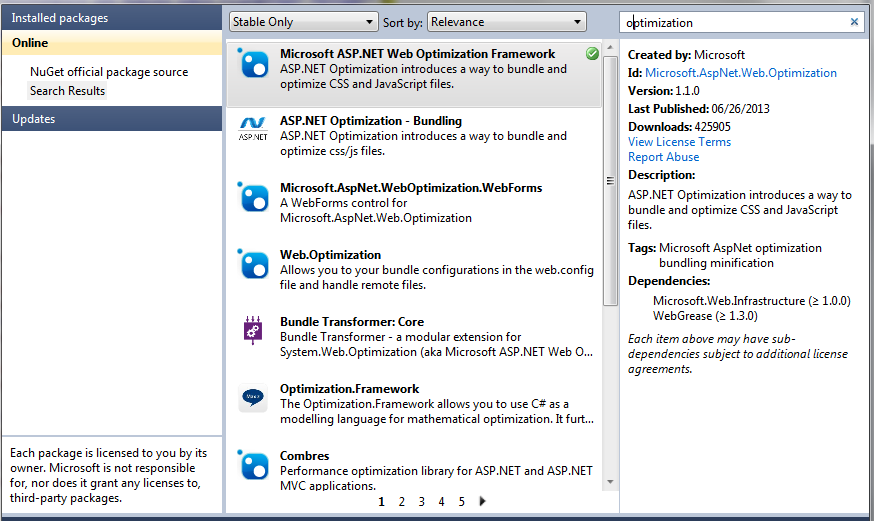 Installed packages
Online
NuGet official package source
Search Results
Updates
Each package is licensed to you by its
owner. Microsoft is not responsible
for, nor does it grant any licenses to,
third-party packages.
Stable Only
Sort by:
Relevance
Microsoft ASP.NET Web Optimization Framework
ASP.NET Optimization introduces a way to bundle and
optimize CSS and JavaScript files.
ASP.NET
ASP.NET Optimization - Bundling
ASP.NET Optimization introduces a way to bundle and
optimize css/js files.
Microsoft.AspNet.WebOptimization.WebForms
A WebForms control for
Microsoft.AspNet.Web.Optimization
Web.Optimization
Allows you to your bundle configurations in the web.config
file and handle remote files.
Bundle Transformer: Core
Bundle Transformer - a modular extension for
System.Web.Optimization (aka Microsoft ASP.NET Web O...
Optimization.Framework
The Optimization.Framework allows you to use C# as a
modelling language for mathematical optimization. It furt...
Combres
Performance optimization library for ASP.NET and ASP.NET
MVC applications.
1 2 3 4 5
optimization
Created by: Microsoft
Id: Microsoft.AspNet.Web.Optimization
Version: 1.1.0
Last Published: 06/26/2013
Downloads: 425905
View License Terms
Report Abuse
Description:
ASP.NET Optimization introduces a way to
bundle and optimize CSS and JavaScript
files.
Tags: Microsoft AspNet optimization
bundling minification
Dependencies:
Microsoft.Web.Infrastructure (≥ 1.0.0)
WebGrease (≥ 1.3.0)
Each item above may have sub-
dependencies subject to additional license
agreements.